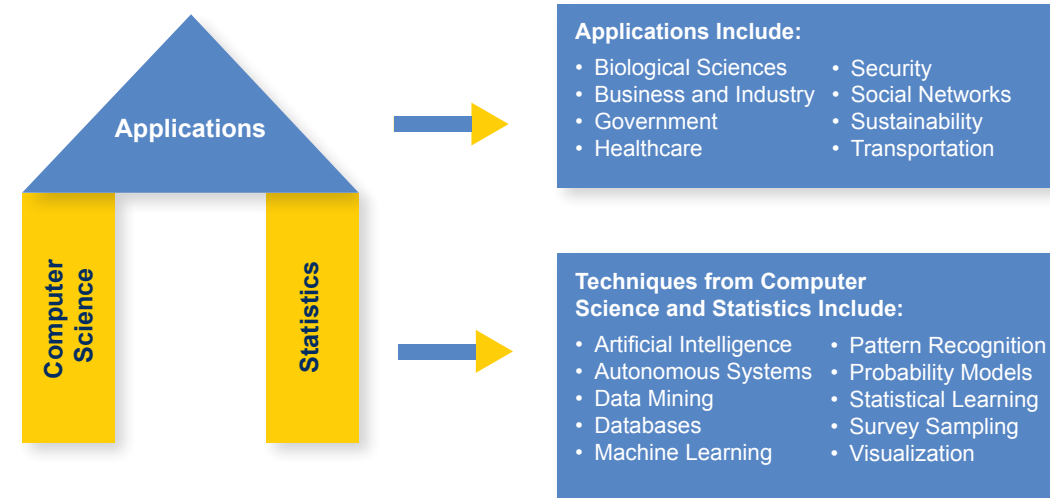 Applications
Computer
Science
Statistics
Applications Include:
• Biological Sciences
• Business and Industry
• Government
• Healthcare
• Security
• Social Networks
• Sustainability
• Transportation
Techniques from Computer
Science and Statistics Include:
• Artificial Intelligence
• Autonomous Systems
• Data Mining
• Databases
• Machine Learning
• Pattern Recognition
• Probability Models
• Statistical Learning
• Survey Sampling
• Visualization